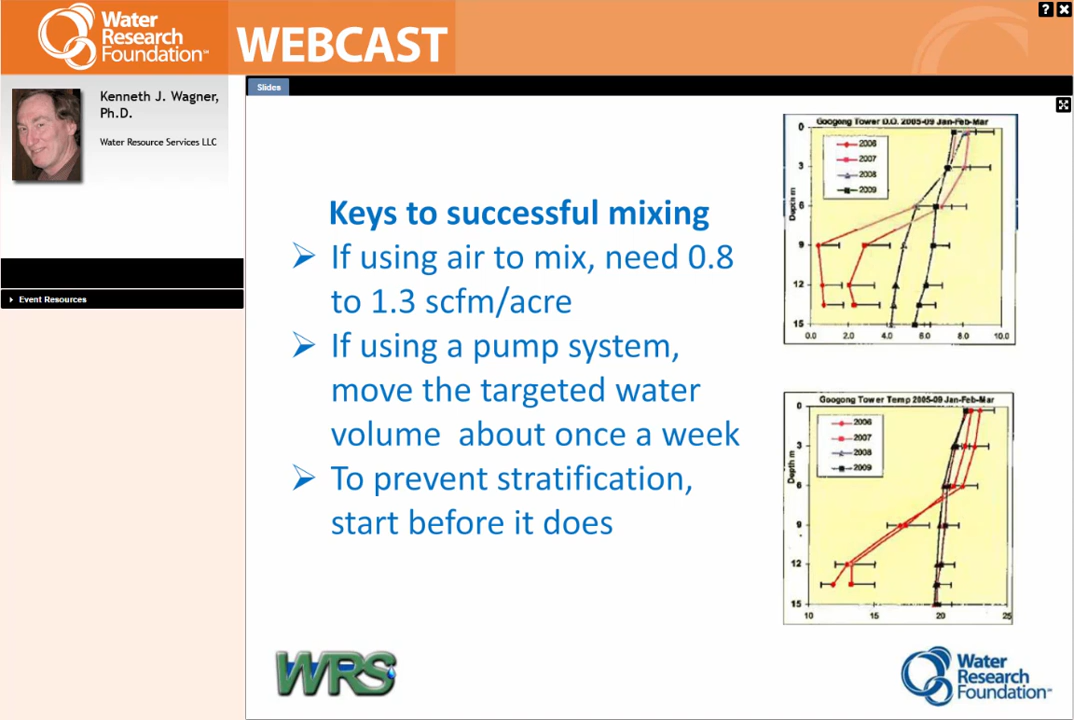 Water
Research
Foundation℠
WEBCAST
? X
Kenneth J. Wagner,
Ph.D.
Water Resource Services LLC
Event Resources
Slides
Keys to successful mixing
➢ If using air to mix, need 0.8
to 1.3 scfm/acre
➢ If using a pump system,
move the targeted water
volume about once a week
➢ To prevent stratification,
start before it does
Googong Tower D.O. 2005-09 Jan-Feb-Mar
2006
2007
2008
2009
Depth m
0
3
6
9
12
15
0.0 2.0 4.0 6.0 8.0 10.0
Googong Tower Temp 2005-09 Jan-Feb-Mar
2006
2007
2008
2009
Depth m
0
3
6
9
12
15
10 15 20 25
WRS
Water
Research
Foundation℠